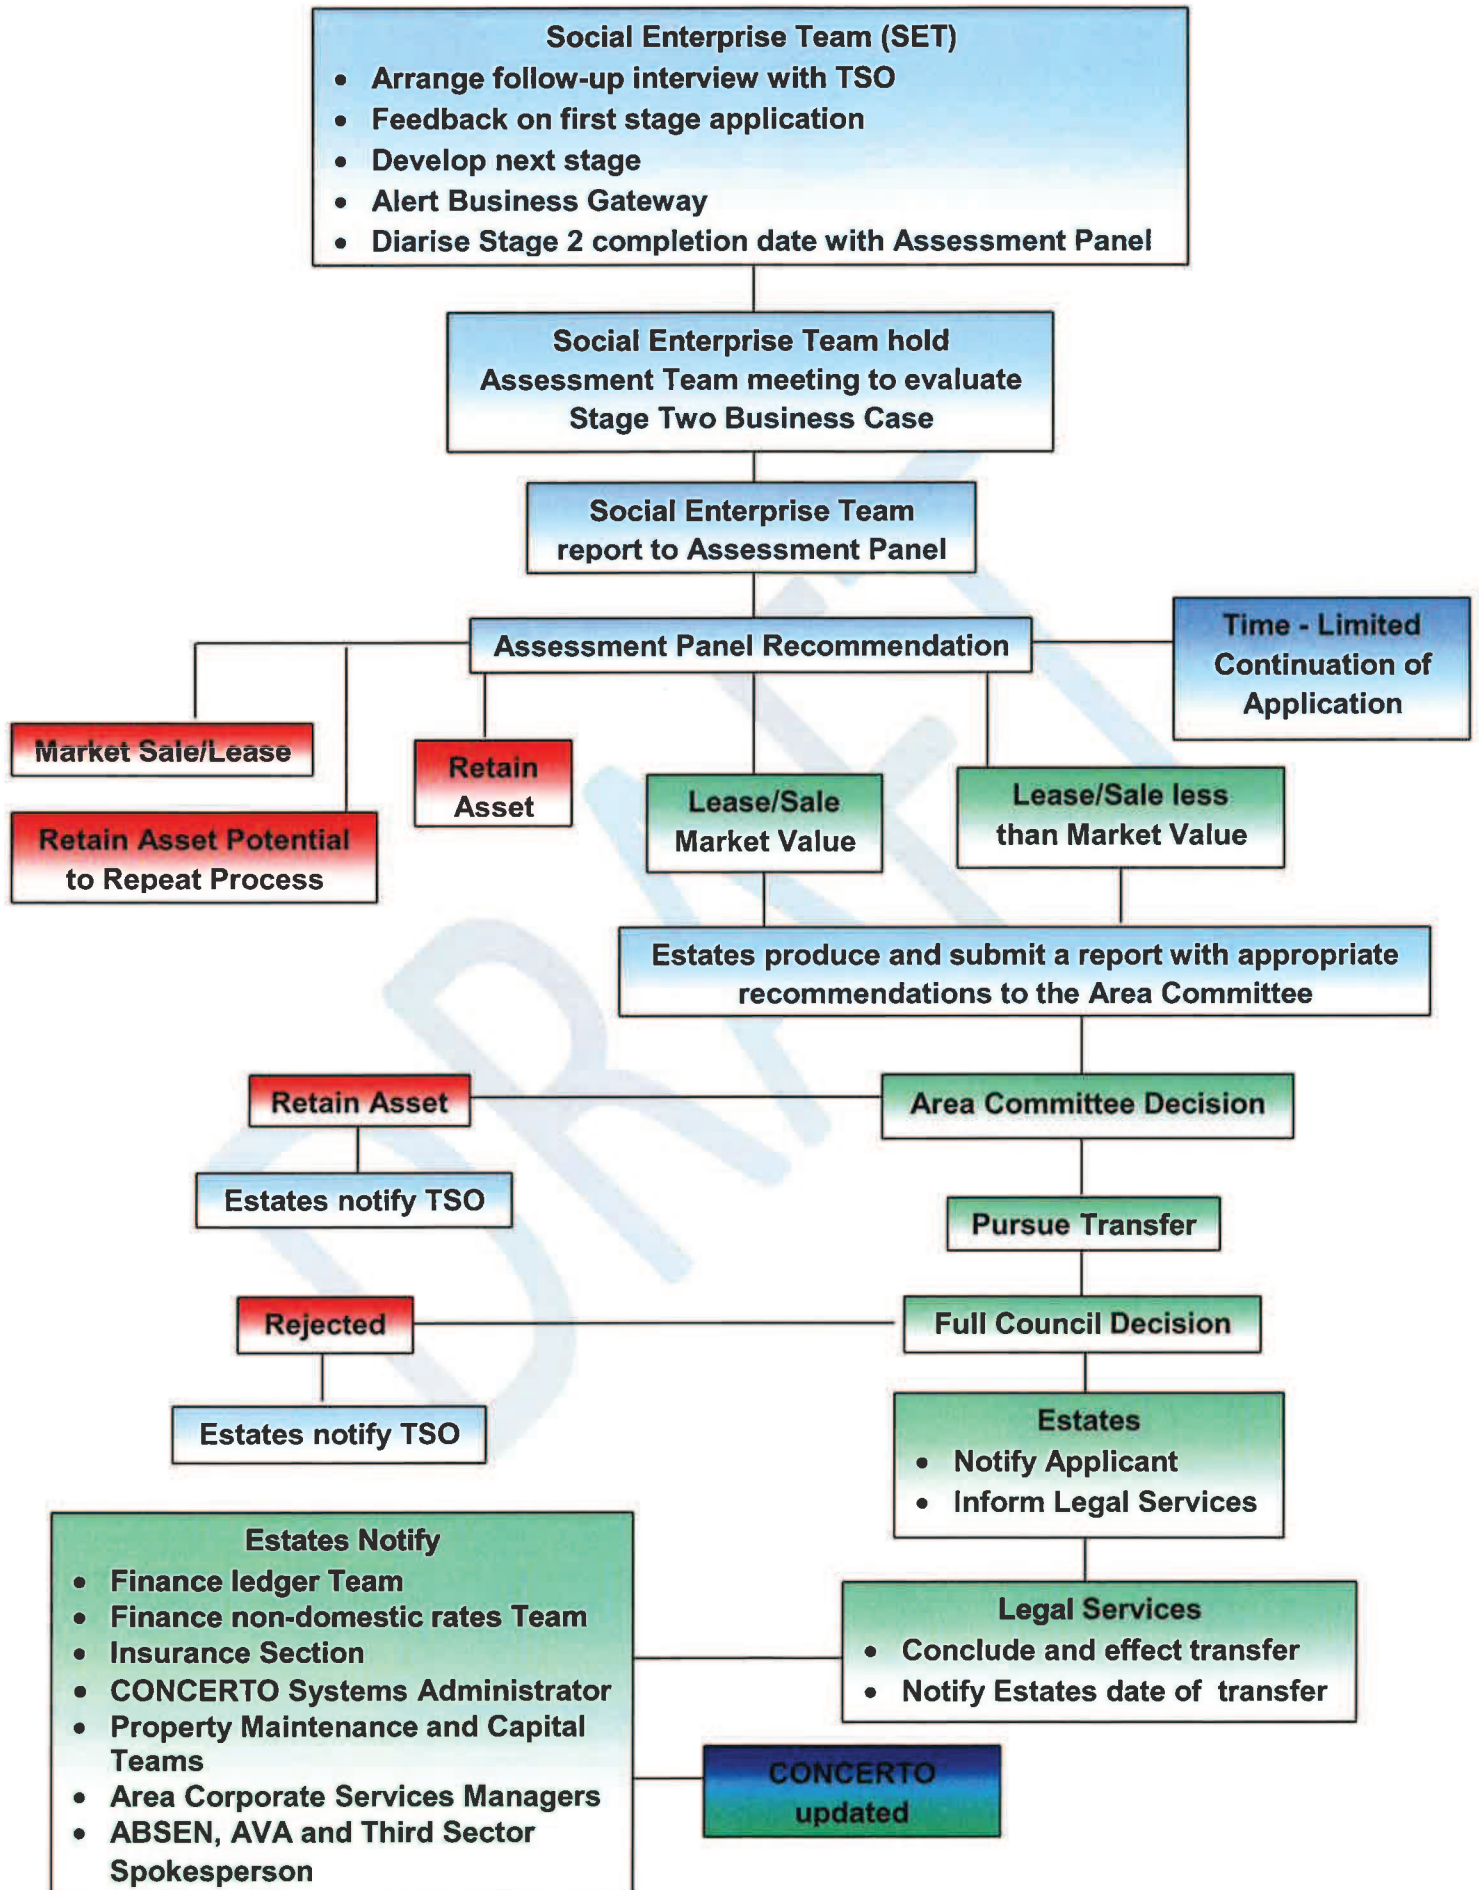 Social Enterprise Team (SET)
• Arrange follow-up interview with TSO
• Feedback on first stage application
• Develop next stage
• Alert Business Gateway
• Diarise Stage 2 completion date with Assessment Panel
Social Enterprise Team hold
Assessment Team meeting to evaluate
Stage Two Business Case
Social Enterprise Team
report to Assessment Panel
Assessment Panel Recommendation
Time - Limited
Continuation of
Application
Market Sale/Lease
Retain Asset Potential
to Repeat Process
Retain
Asset
Lease/Sale
Market Value
Lease/Sale less
than Market Value
Estates produce and submit a report with appropriate
recommendations to the Area Committee
Retain Asset
Area Committee Decision
Estates notify TSO
Pursue Transfer
Rejected
Full Council Decision
Estates notify TSO
Estates
• Notify Applicant
• Inform Legal Services
Estates Notify
• Finance ledger Team
• Finance non-domestic rates Team
• Insurance Section
• CONCERTO Systems Administrator
• Property Maintenance and Capital
Teams
• Area Corporate Services Managers
• ABSEN, AVA and Third Sector
Spokesperson
Legal Services
• Conclude and effect transfer
• Notify Estates date of transfer
CONCERTO
updated
DRAFT